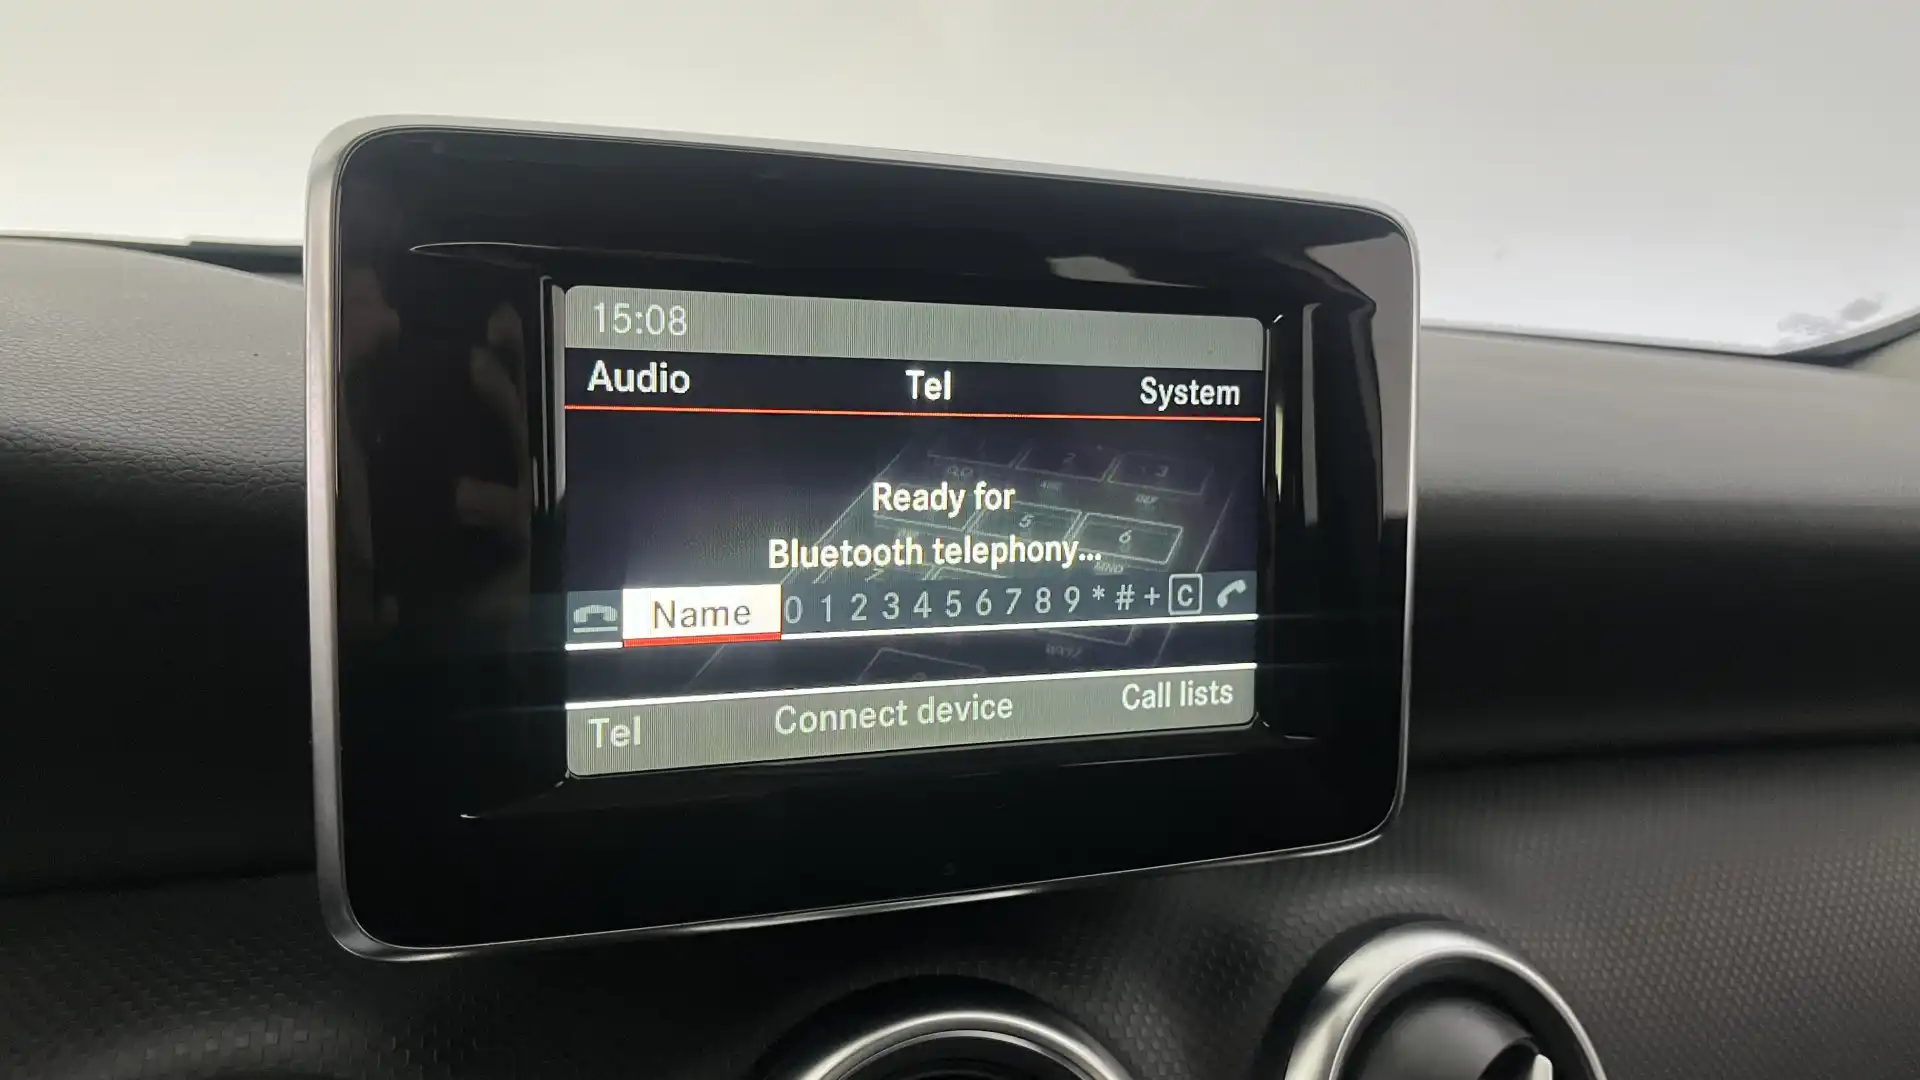 15:08
Audio Tel System
Ready for
Bluetooth telephony...
Name 0 1 2 3 4 5 6 7 8 9 * # + C
Tel Connect device Call lists